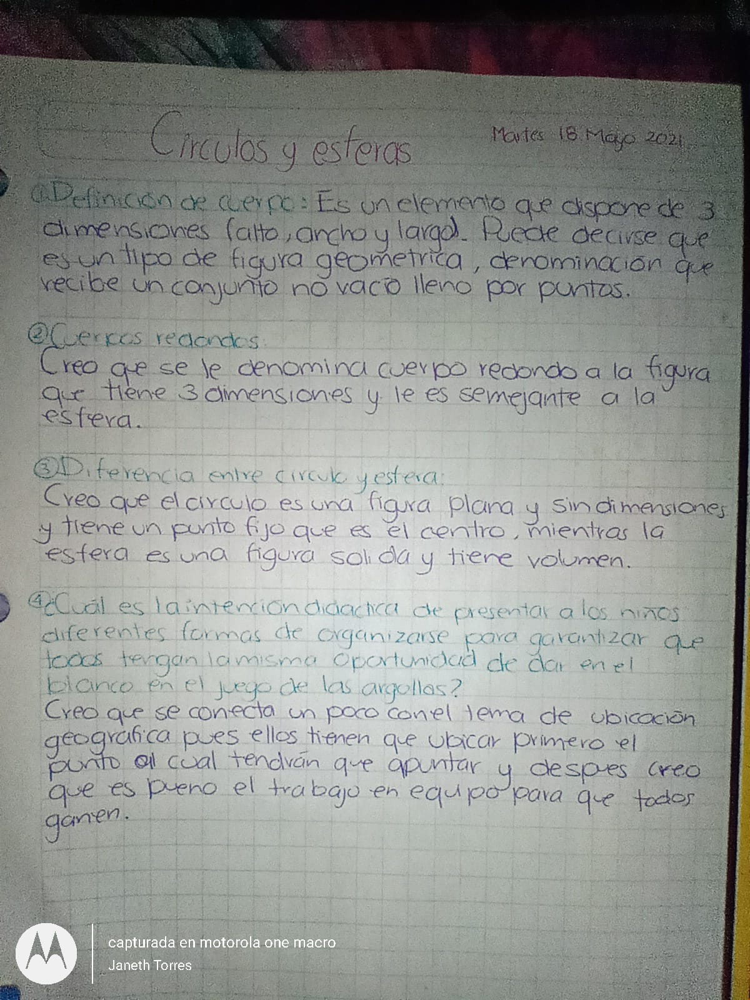 Circulos y esferas
Martes 18 Mayo 2021
1. Definición de cuerpo: Es un elemento que dispone de 3
dimensiones (alto, ancho y largo). Puede decirse que
es un tipo de figura geometrica, denominación que
recibe un conjunto no vacío lleno por puntos.
② Cuerpos redondos:
Creo que se le denomina cuerpo redondo a la figura
que tiene 3 dimensiones y le es semejante a la
esfera.
③ Diferencia entre circulo y esfera:
Creo que el circulo es una figura plana y sin dimensiones
y tiene un punto fijo que es el centro, mientras la
esfera es una figura solida y tiene volumen.
④ ¿Cuál es la intención didactica de presentar a los niños
diferentes formas de organizarse para garantizar que
todos tengan la misma oportunidad de dar en el
blanco en el juego de las argollas?
Creo que se conecta un poco con el tema de ubicación
geografica pues ellos tienen que ubicar primero el
punto al cual tendrán que apuntar y despues creo
que es bueno el trabajo en equipo para que todos
ganen.
capturada en motorola one macro
Janeth Torres